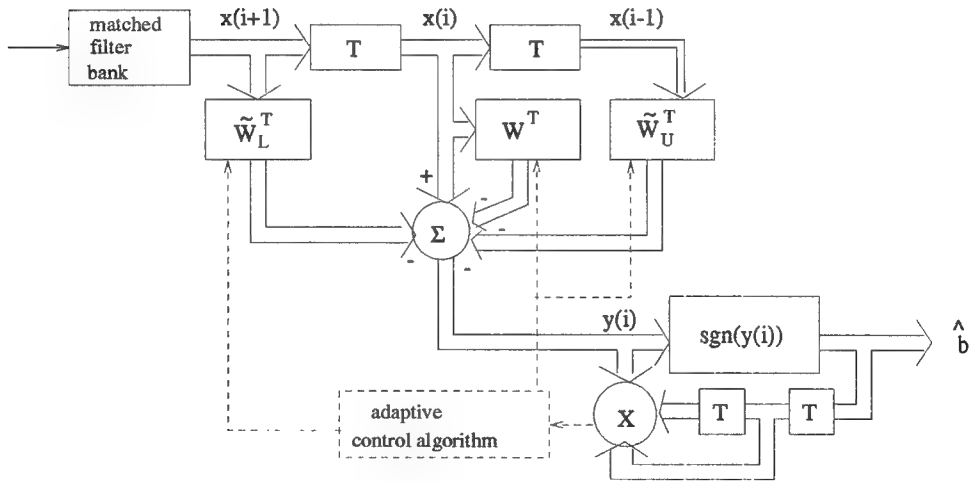 x(i+1)
x(i)
x(i-1)
matched
filter
bank
T
T
W̃_L^T
W^T
W̃_U^T
+
-
-
Σ
-
-
y(i)
sgn(y(i))
b̂
adaptive
control algorithm
X
T
T